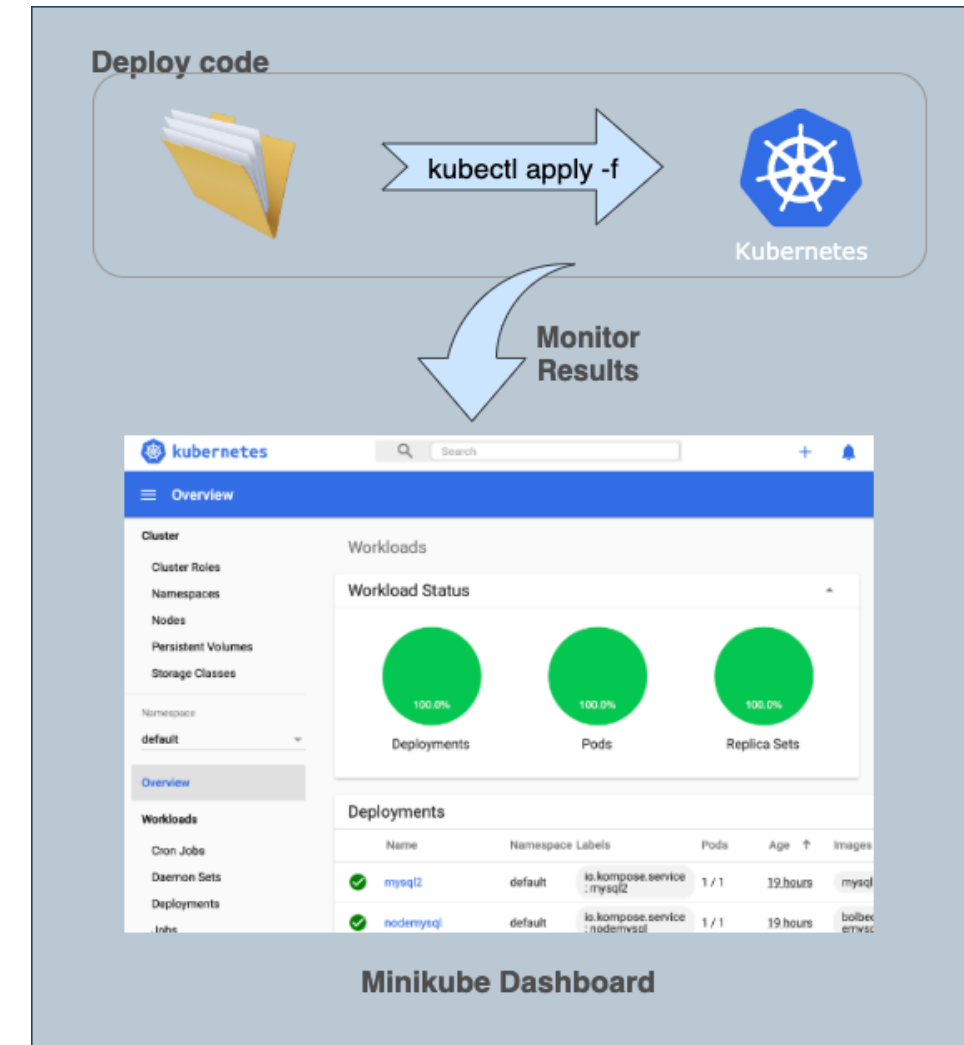 Deploy code
kubectl apply -f
Kubernetes
Monitor
Results
kubernetes
Search
Overview
Cluster
Cluster Roles
Namespaces
Nodes
Persistent Volumes
Storage Classes
Namespace
default
Overview
Workloads
Cron Jobs
Daemon Sets
Deployments
Jobs
Workloads
Workload Status
100.0% 100.0% 100.0%
Deployments Pods Replica Sets
Deployments
Name Namespace Labels Pods Age ↑ Images
mysql2 default io.kompose.service
: mysql2 1 / 1 19 hours mysql
nodemysql default io.kompose.service
: nodemysql 1 / 1 19 hours
Minikube Dashboard